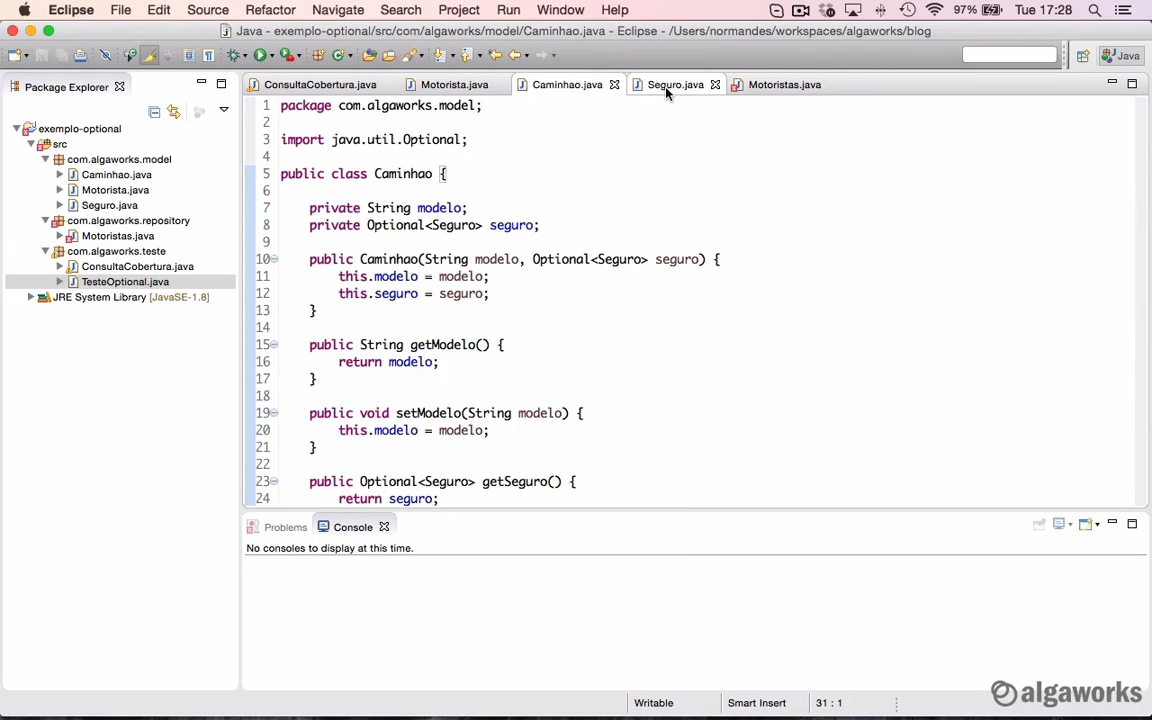 Eclipse File Edit Source Refactor Navigate Search Project Run Window Help 97% Tue 17:28
Java - exemplo-optional/src/com/algaworks/model/Caminhao.java - Eclipse - /Users/normandes/workspaces/algaworks/blog
Java
Package Explorer
exemplo-optional
src
com.algaworks.model
Caminhao.java
Motorista.java
Seguro.java
com.algaworks.repository
Motoristas.java
com.algaworks.teste
ConsultaCobertura.java
TesteOptional.java
JRE System Library [JavaSE-1.8]
ConsultaCobertura.java Motorista.java Caminhao.java Seguro.java Motoristas.java
1 package com.algaworks.model;
2
3 import java.util.Optional;
4
5 public class Caminhao {
6
7 private String modelo;
8 private Optional<Seguro> seguro;
9
10 public Caminhao(String modelo, Optional<Seguro> seguro) {
11 this.modelo = modelo;
12 this.seguro = seguro;
13 }
14
15 public String getModelo() {
16 return modelo;
17 }
18
19 public void setModelo(String modelo) {
20 this.modelo = modelo;
21 }
22
23 public Optional<Seguro> getSeguro() {
24 return seguro;
Problems Console
No consoles to display at this time.
Writable Smart Insert 31 : 1
algaworks